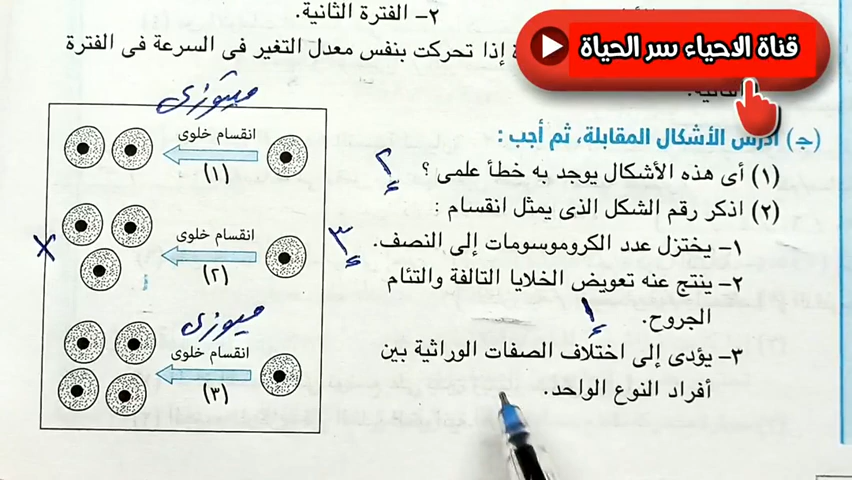 ٢- الفترة الثانية.
قناة الاحياء سر الحياة
إذا تحركت بنفس معدل التغير فى السرعة فى الفترة
(ج) ادرس الأشكال المقابلة، ثم أجب :
(١) أى هذه الأشكال يوجد به خطأ علمى ؟ ٢
(٢) اذكر رقم الشكل الذى يمثل انقسام :
١- يختزل عدد الكروموسومات إلى النصف. ٣
٢- ينتج عنه تعويض الخلايا التالفة والتئام
الجروح. ١
٣- يؤدى إلى اختلاف الصفات الوراثية بين
أفراد النوع الواحد.
ميتوزى
انقسام خلوى
(١)
انقسام خلوى
(٢)
ميوزى
انقسام خلوى
(٣)